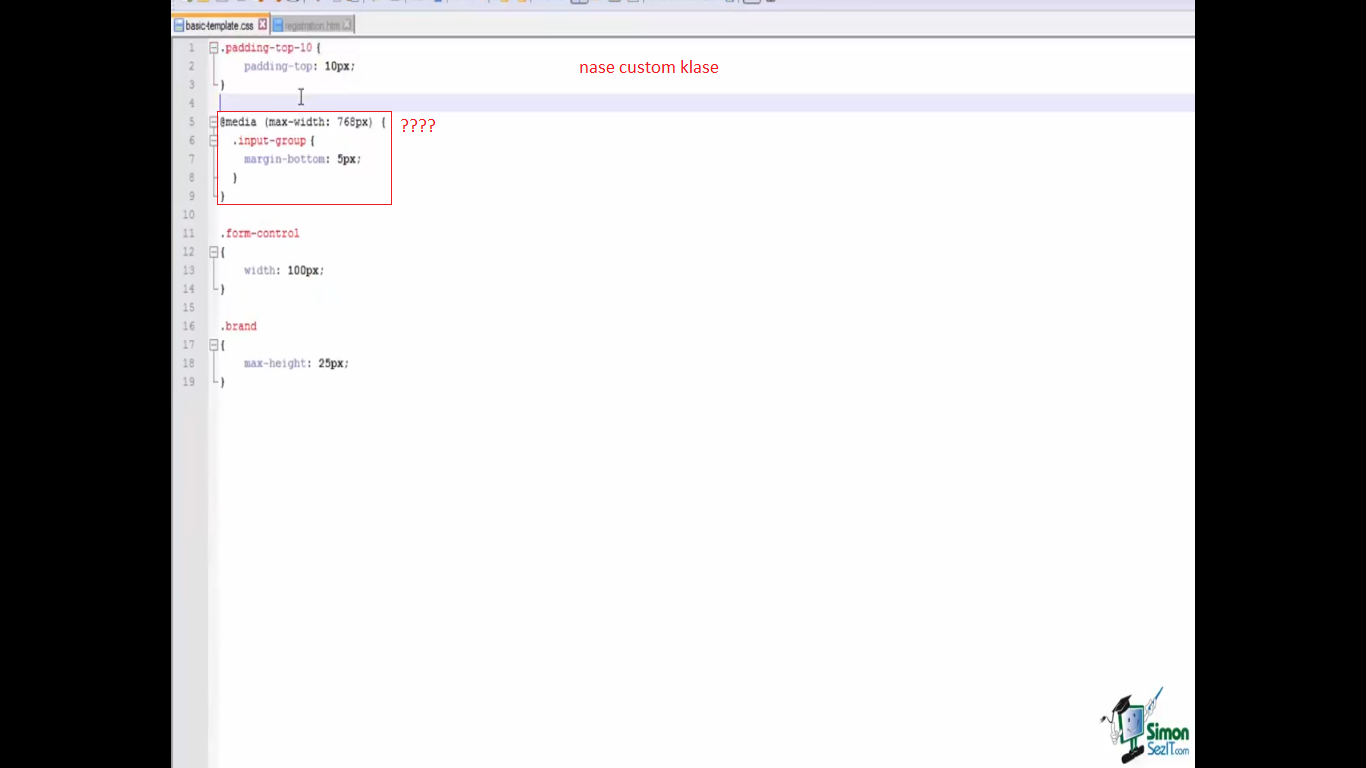 basic-template.css registration.htm
1 .padding-top-10 {
2 padding-top: 10px; nase custom klase
3 }
4
5 @media (max-width: 768px) { ????
6 .input-group {
7 margin-bottom: 5px;
8 }
9 }
10
11 .form-control
12 {
13 width: 100px;
14 }
15
16 .brand
17 {
18 max-height: 25px;
19 }
Simon
SezIT.com